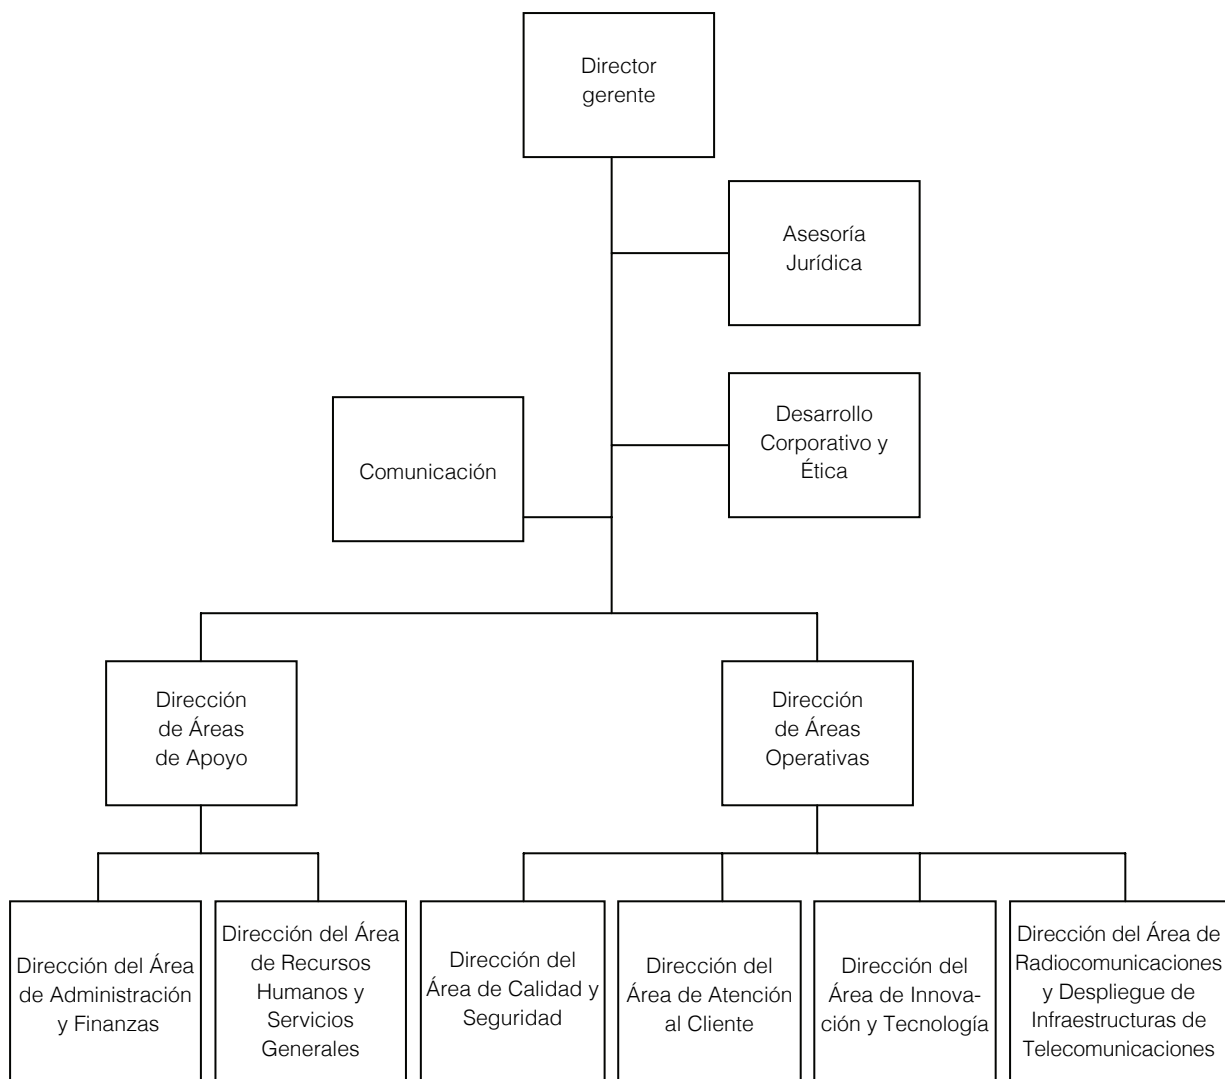 Director
gerente
Asesoría
Jurídica
Desarrollo
Corporativo y
Ética
Comunicación
Dirección
de Áreas
de Apoyo
Dirección
de Áreas
Operativas
Dirección del Área
de Administración
y Finanzas
Dirección del Área
de Recursos
Humanos y
Servicios
Generales
Dirección del
Área de Calidad y
Seguridad
Dirección del
Área de Atención
al Cliente
Dirección del
Área de Innova-
ción y Tecnología
Dirección del Área de
Radiocomunicaciones
y Despliegue de
Infraestructuras de
Telecomunicaciones